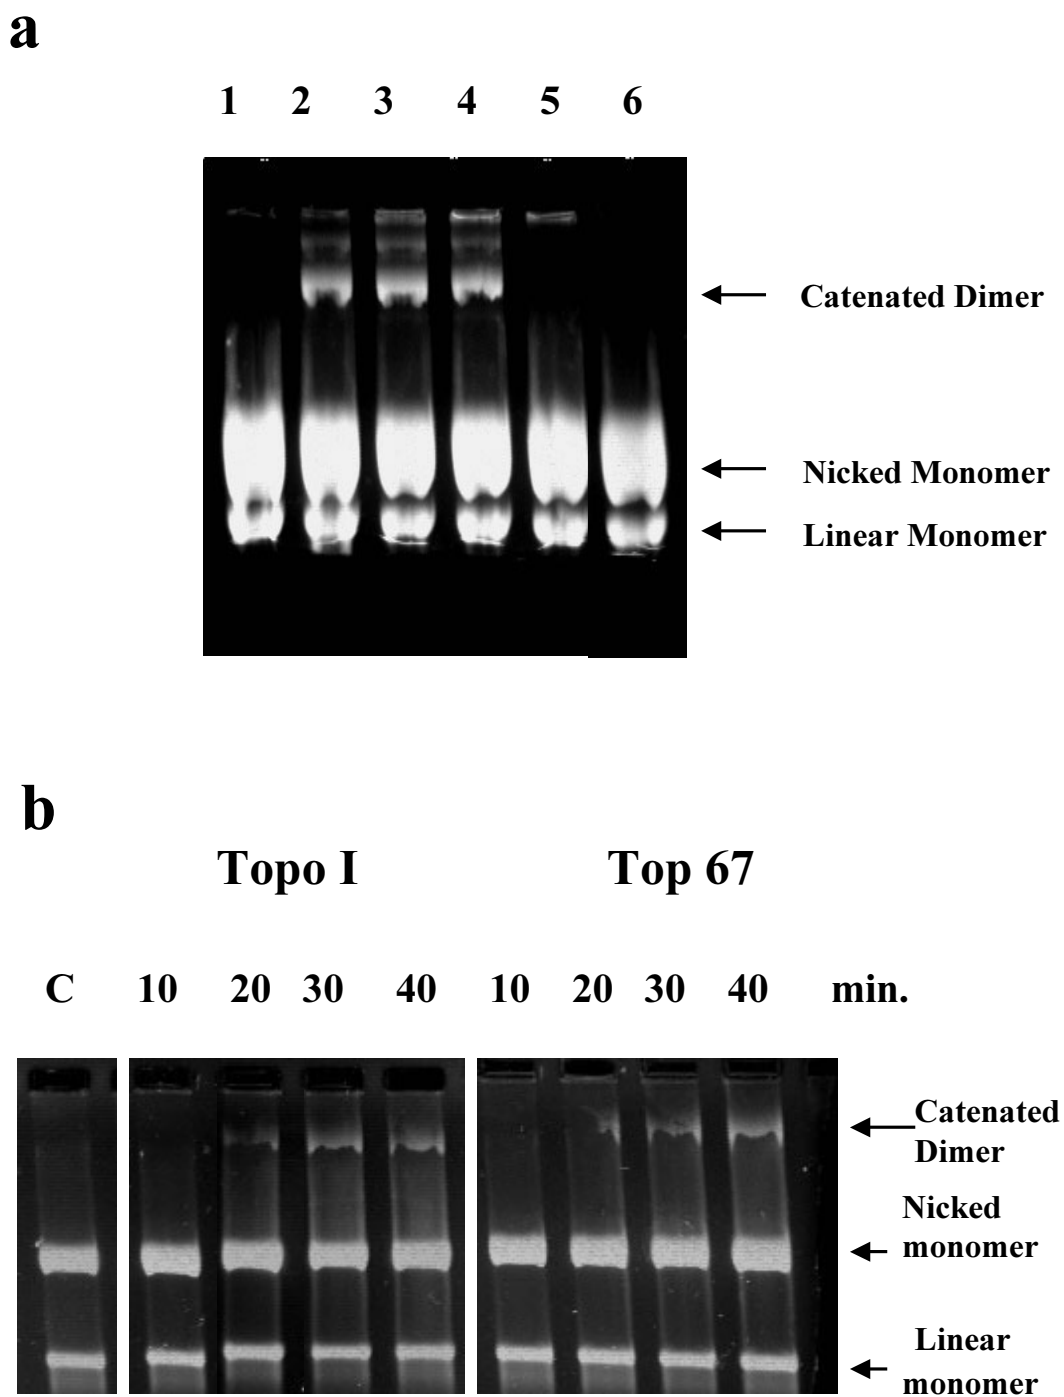 a
1 2 3 4 5 6
Catenated Dimer
Nicked Monomer
Linear Monomer
b
Topo I Top 67
C 10 20 30 40 10 20 30 40 min.
Catenated
Dimer
Nicked
monomer
Linear
monomer